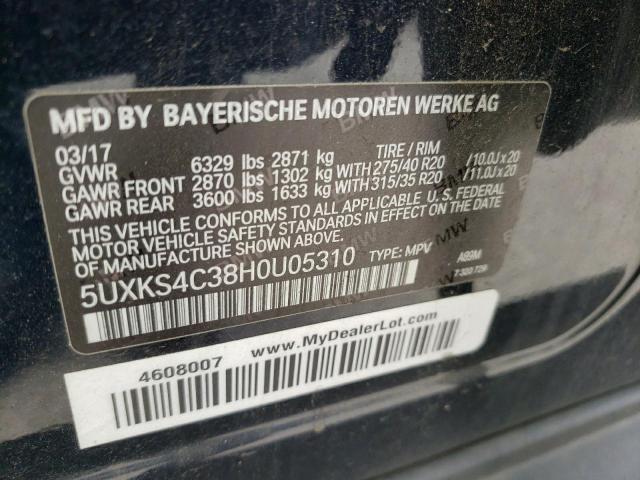 MFD BY BAYERISCHE MOTOREN WERKE AG
03/17 TIRE / RIM
GVWR 6329 lbs 2871 kg
GAWR FRONT 2870 lbs 1302 kg WITH 275/40 R20 /10.0J x 20
GAWR REAR 3600 lbs 1633 kg WITH 315/35 R20 /11.0J x 20
THIS VEHICLE CONFORMS TO ALL APPLICABLE U. S. FEDERAL
MOTOR VEHICLE SAFETY STANDARDS IN EFFECT ON THE
DATE OF MANUFACTURE SHOWN ABOVE.
5UXKS4C38H0U05310 TYPE: MPV
4608007 www.MyDealerLot.com